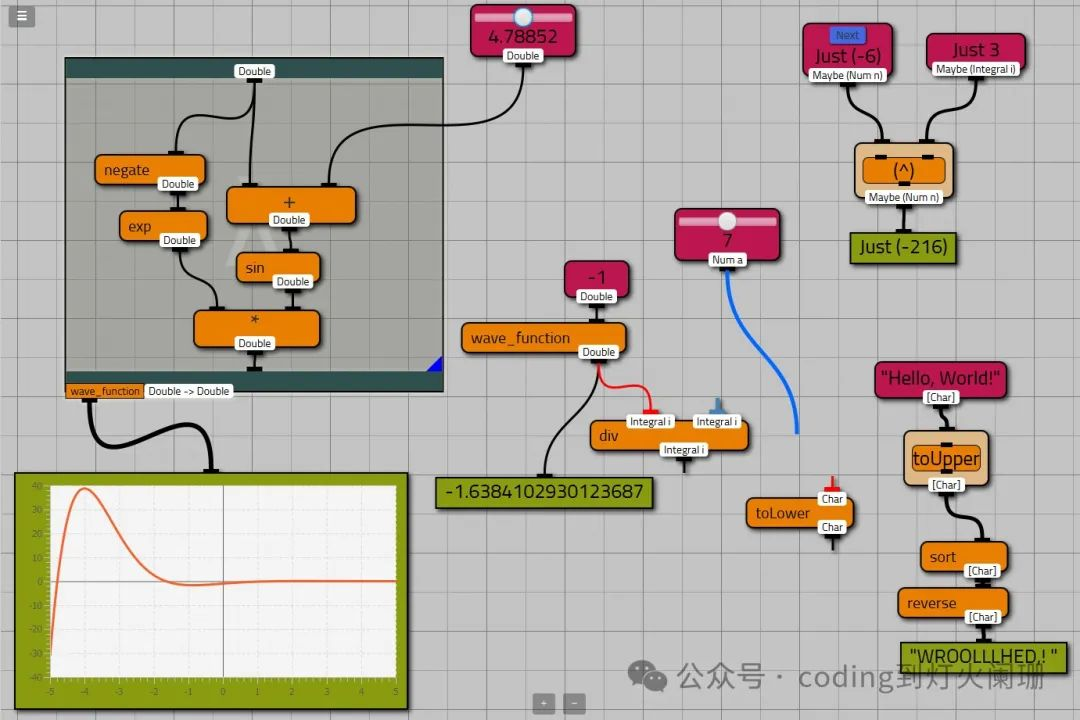 4.78852
Double
Next
Just (-6)
Maybe (Num n)
Just 3
Maybe (Integral i)
Double
negate
Double
+
Double
exp
Double
sin
Double
*
Double
wave_function
Double -> Double
(^)
Maybe (Num n)
Just (-216)
7
Num a
-1
Double
wave_function
Double
Integral i
Integral i
div
Integral i
-1.6384102930123687
"Hello, World!"
[Char]
toUpper
[Char]
Char
toLower
Char
sort
[Char]
reverse
[Char]
"WROOLLLHED,! "
40
30
20
10
0
-10
-20
-30
-40
-5 -4 -3 -2 -1 0 1 2 3 4 5
公众号 · coding到灯火阑珊
+ −